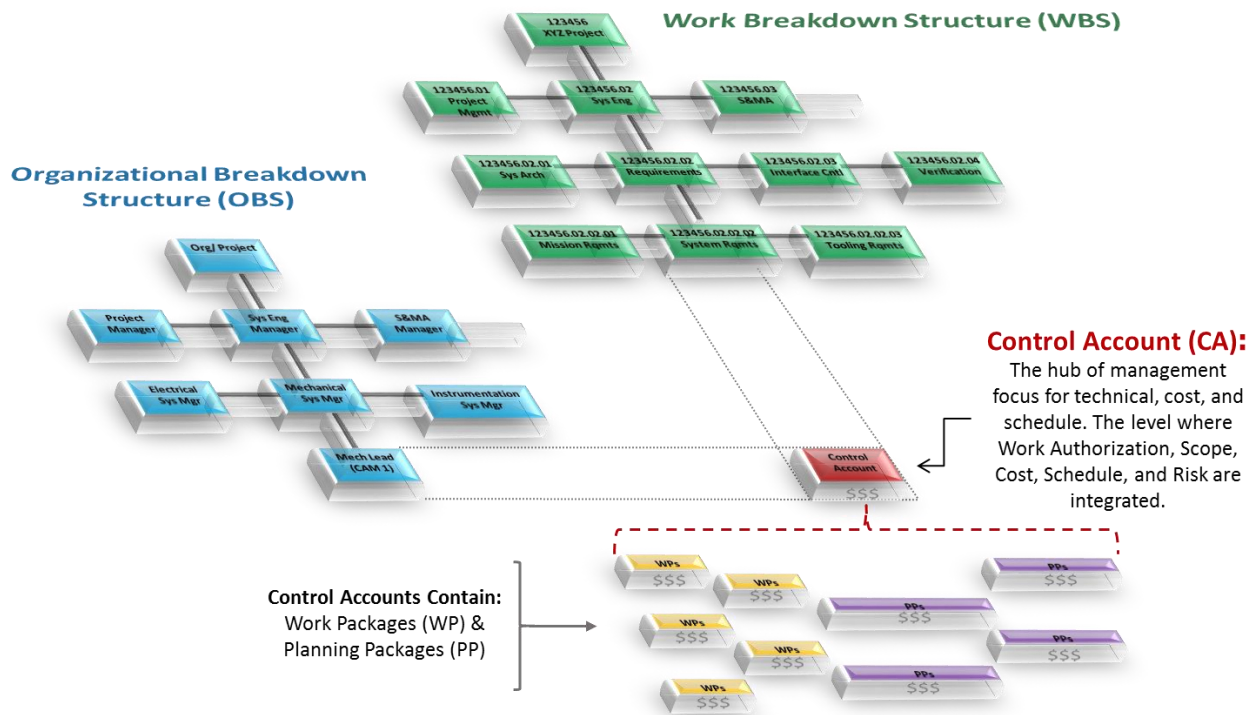 Work Breakdown Structure (WBS)
123456
XYZ Project
123456.01
Project
Mgmt
123456.02
Sys Eng
123456.03
S&MA
123456.02.01
Sys Arch
123456.02.02
Requirements
123456.02.03
Interface Cntl
123456.02.04
Verification
123456.02.02.01
Mission Rqmts
123456.02.02.02
System Rqmts
123456.02.02.03
Tooling Rqmts
Organizational Breakdown
Structure (OBS)
Org/ Project
Project
Manager
Sys Eng
Manager
S&MA
Manager
Electrical
Sys Mgr
Mechanical
Sys Mgr
Instrumentation
Sys Mgr
Mech Lead
(CAM 1)
Control
Account
$$$
Control Account (CA):
The hub of management
focus for technical, cost, and
schedule. The level where
Work Authorization, Scope,
Cost, Schedule, and Risk are
integrated.
Control Accounts Contain:
Work Packages (WP) &
Planning Packages (PP)
WPs
$$$
WPs
$$$
WPs
$$$
WPs
$$$
WPs
$$$
PPs
$$$
PPs
$$$
PPs
$$$
PPs
$$$